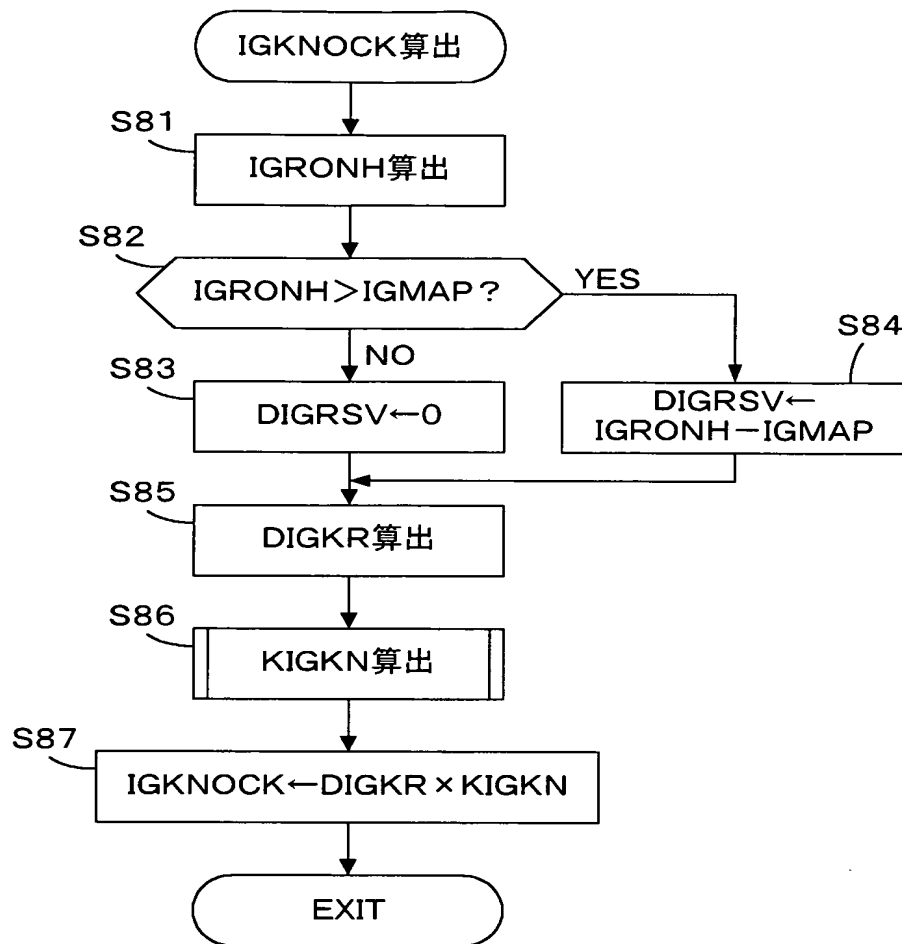 IGKNOCK算出
S81
IGRONH算出
S82
IGRONH>IGMAP?
YES
NO
S83
DIGRSV←0
S84
DIGRSV←
IGRONH-IGMAP
S85
DIGKR算出
S86
KIGKN算出
S87
IGKNOCK←DIGKR×KIGKN
EXIT